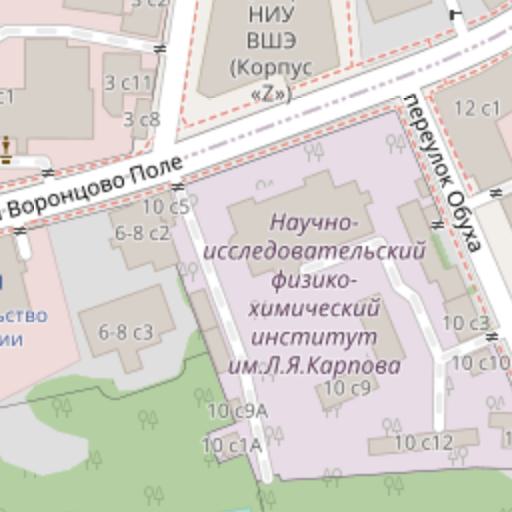 3 с2
НИУ
ВШЭ
(Корпус
«Z»)
3 с11
3 с8
с1
12 с1
Воронцово Поле
переулок Обуха
10 с5
6-8 с2
Научно-
исследовательский
физико-
химический
институт
им.Л.Я.Карпова
6-8 с3
10 с3
10 с10
10 с9
10 с9А
10 с1А
10 с12